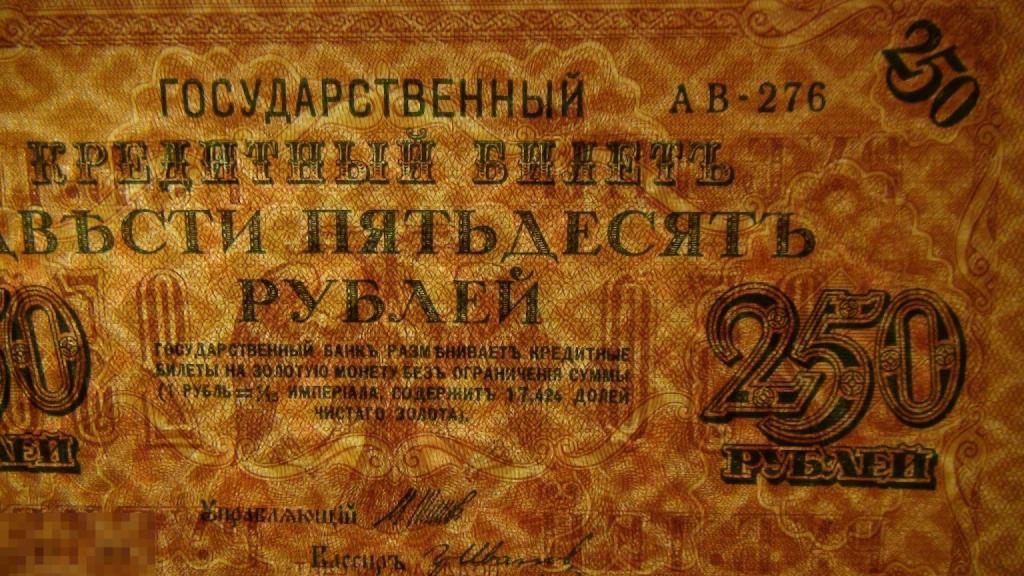 ГОСУДАРСТВЕННЫЙ АВ-276 250
КРЕДИТНЫЙ БИЛЕТЪ
ДВѢСТИ ПЯТЬДЕСЯТЪ
РУБЛЕЙ
250
ГОСУДАРСТВЕННЫЙ БАНКЪ РАЗМѢНИВАЕТЪ КРЕДИТНЫЕ
БИЛЕТЫ НА ЗОЛОТУЮ МОНЕТУ БЕЗЪ ОГРАНИЧЕНІЯ СУММЫ
(1 РУБЛЬ = 1/15 ИМПЕРІАЛА, СОДЕРЖИТЪ 17,424 ДОЛЕЙ
ЧИСТАГО ЗОЛОТА).
РУБЛЕЙ
Управляющій
Кассиръ